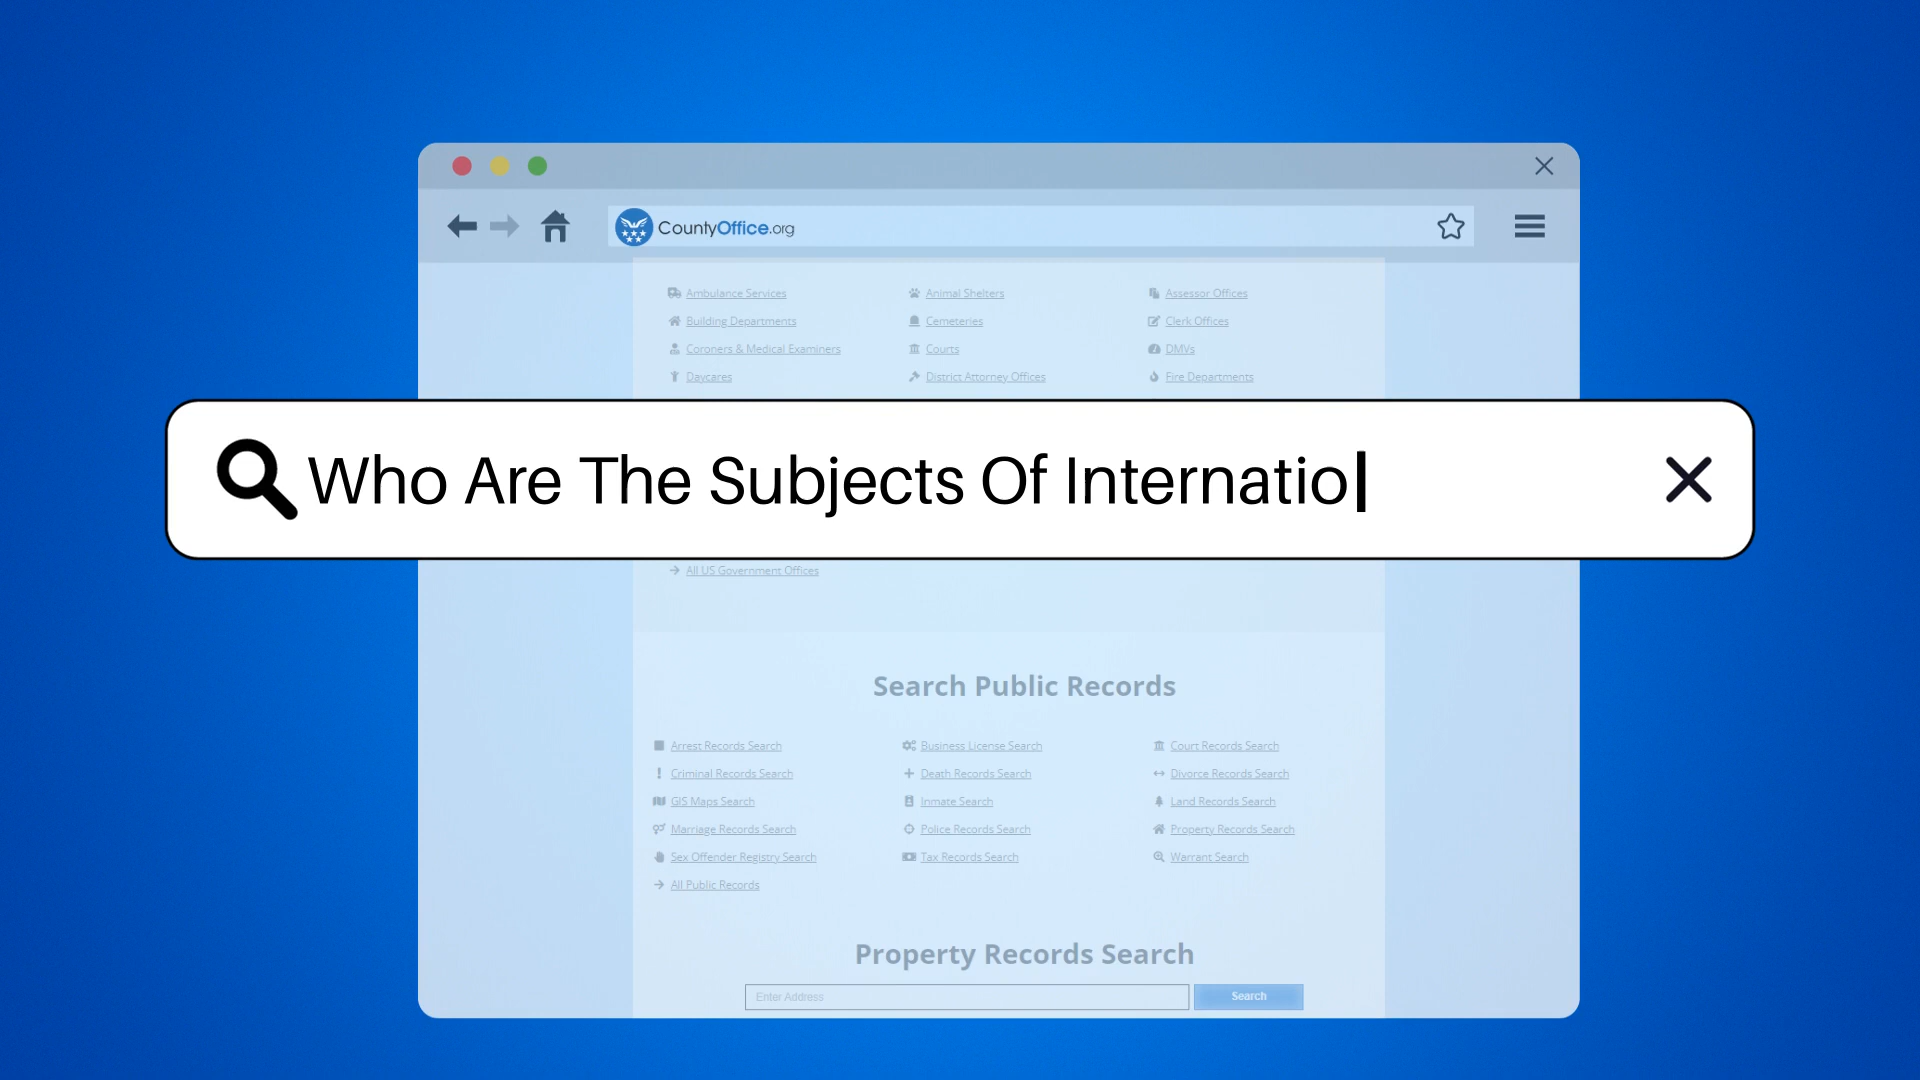 CountyOffice.org
Ambulance Services Animal Shelters Assessor Offices
Building Departments Cemeteries Clerk Offices
Coroners & Medical Examiners Courts DMVs
Daycares District Attorney Offices Fire Departments
Who Are The Subjects Of Internatio
All US Government Offices
Search Public Records
Arrest Records Search Business License Search Court Records Search
Criminal Records Search Death Records Search Divorce Records Search
GIS Maps Search Inmate Search Land Records Search
Marriage Records Search Police Records Search Property Records Search
Sex Offender Registry Search Tax Records Search Warrant Search
All Public Records
Property Records Search
Enter Address Search